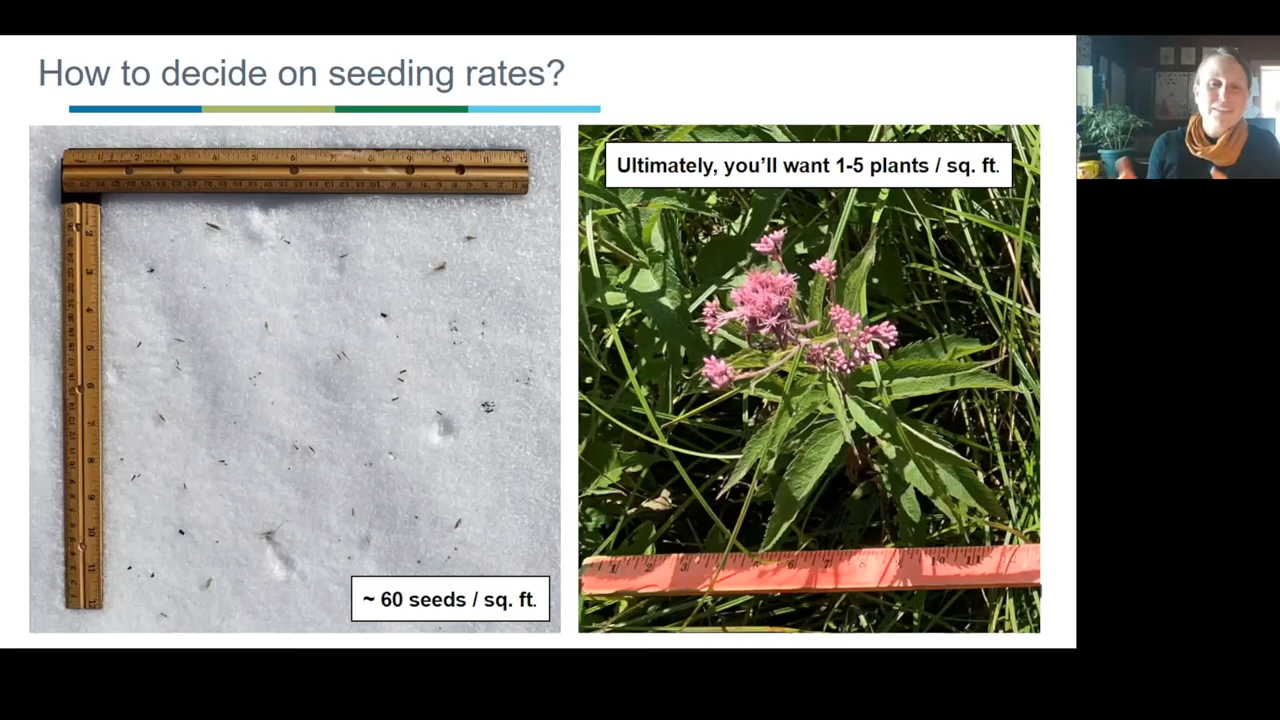 How to decide on seeding rates?
Ultimately, you'll want 1-5 plants / sq. ft.
~ 60 seeds / sq. ft.